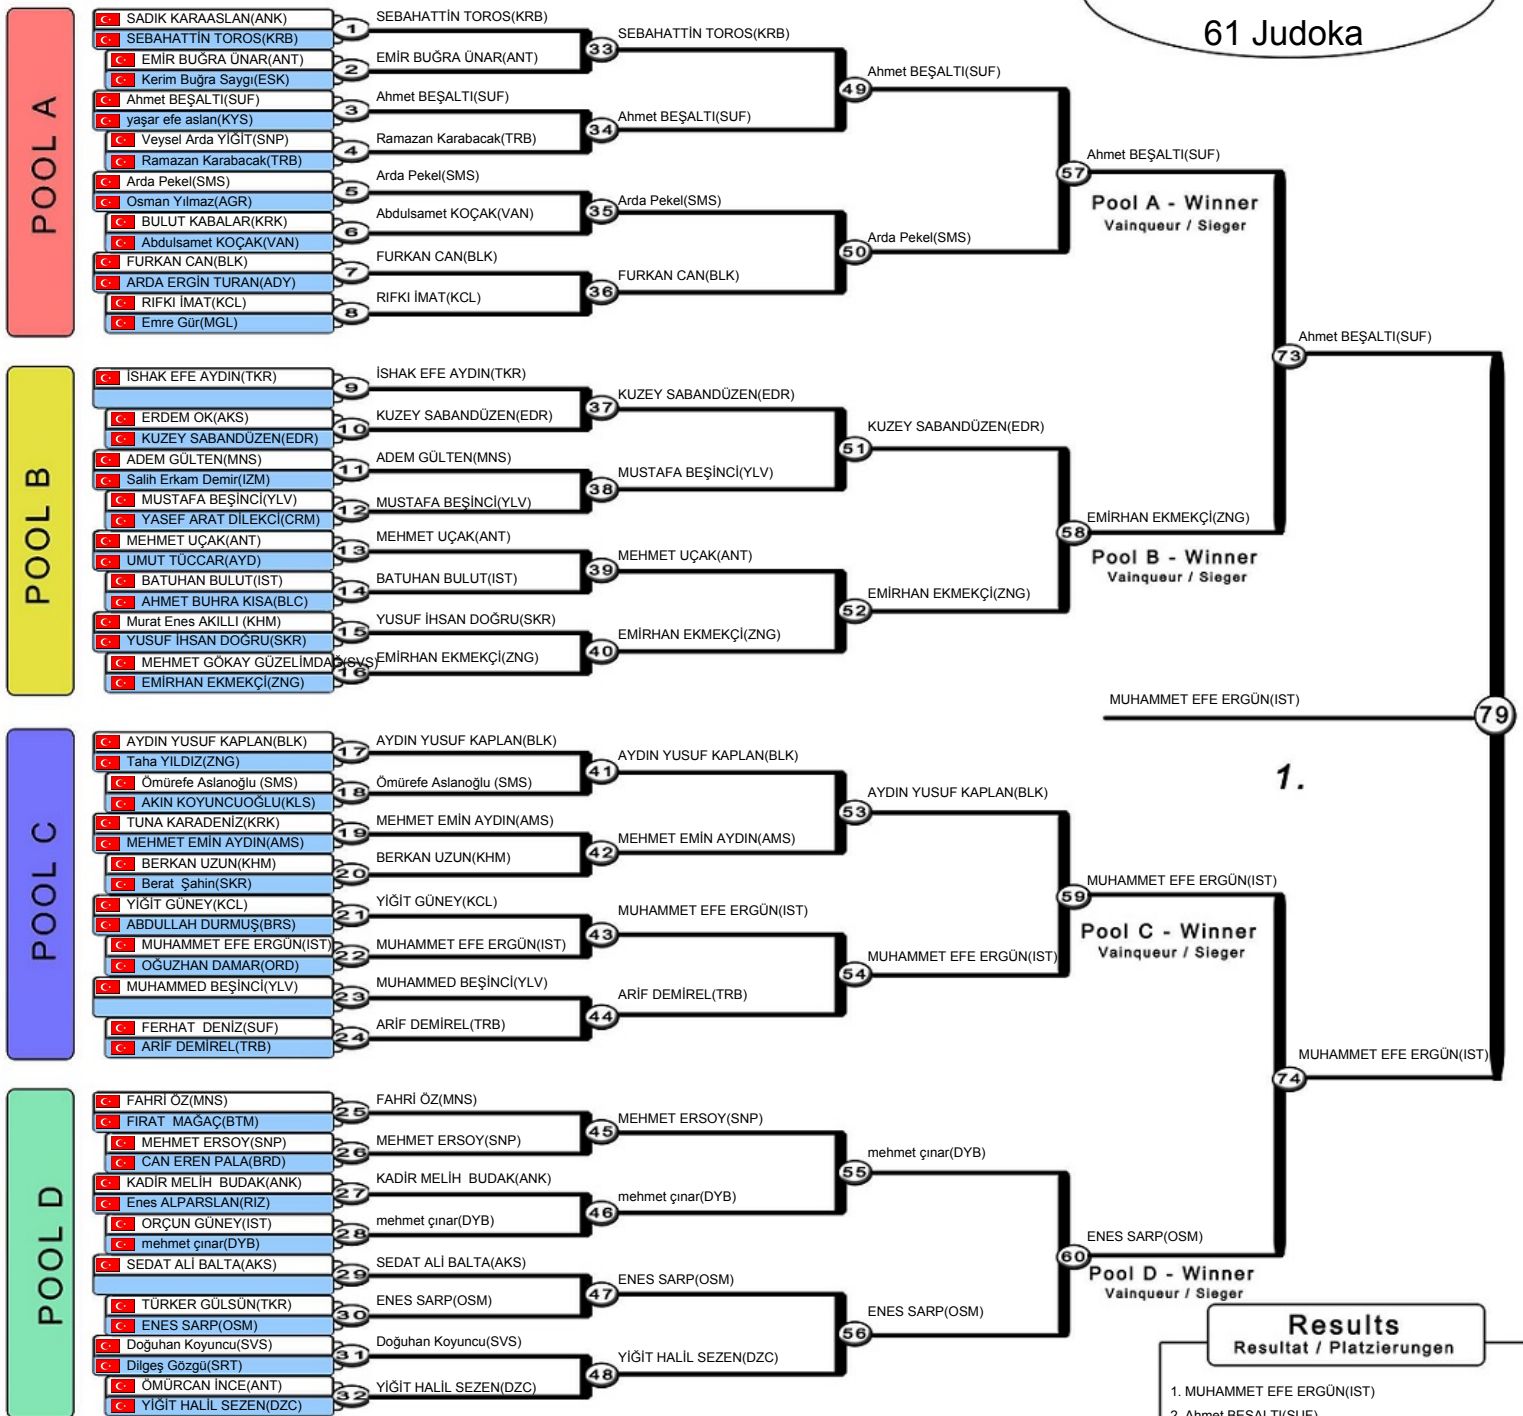 61 Judoka
POOL A
SADIK KARAASLAN(ANK)
SEBAHATTİN TOROS(KRB)
EMİR BUĞRA ÜNAR(ANT)
Kerim Buğra Saygı(ESK)
Ahmet BEŞALTI(SUF)
yaşar efe aslan(KYS)
Veysel Arda YİĞİT(SNP)
Ramazan Karabacak(TRB)
Arda Pekel(SMS)
Osman Yılmaz(AGR)
BULUT KABALAR(KRK)
Abdulsamet KOÇAK(VAN)
FURKAN CAN(BLK)
ARDA ERGİN TURAN(ADY)
RIFKI İMAT(KCL)
Emre Gür(MGL)
1 SEBAHATTİN TOROS(KRB)
2 EMİR BUĞRA ÜNAR(ANT)
3 Ahmet BEŞALTI(SUF)
4 Ramazan Karabacak(TRB)
5 Arda Pekel(SMS)
6 Abdulsamet KOÇAK(VAN)
7 FURKAN CAN(BLK)
8 RIFKI İMAT(KCL)
33 SEBAHATTİN TOROS(KRB)
34 Ahmet BEŞALTI(SUF)
35 Arda Pekel(SMS)
36 FURKAN CAN(BLK)
49 Ahmet BEŞALTI(SUF)
50 Arda Pekel(SMS)
57 Ahmet BEŞALTI(SUF)
Pool A - Winner
Vainqueur / Sieger
POOL B
İSHAK EFE AYDIN(TKR)
ERDEM OK(AKS)
KUZEY SABANDÜZEN(EDR)
ADEM GÜLTEN(MNS)
Salih Erkam Demir(IZM)
MUSTAFA BEŞİNCİ(YLV)
YASEF ARAT DİLEKCİ(CRM)
MEHMET UÇAK(ANT)
UMUT TÜCCAR(AYD)
BATUHAN BULUT(IST)
AHMET BUHRA KISA(BLC)
Murat Enes AKILLI (KHM)
YUSUF İHSAN DOĞRU(SKR)
MEHMET GÖKAY GÜZELİMDAĞ(SVS)
EMİRHAN EKMEKÇİ(ZNG)
9 İSHAK EFE AYDIN(TKR)
10 KUZEY SABANDÜZEN(EDR)
11 ADEM GÜLTEN(MNS)
12 MUSTAFA BEŞİNCİ(YLV)
13 MEHMET UÇAK(ANT)
14 BATUHAN BULUT(IST)
15 YUSUF İHSAN DOĞRU(SKR)
16 EMİRHAN EKMEKÇİ(ZNG)
37 KUZEY SABANDÜZEN(EDR)
38 MUSTAFA BEŞİNCİ(YLV)
39 MEHMET UÇAK(ANT)
40 EMİRHAN EKMEKÇİ(ZNG)
51 KUZEY SABANDÜZEN(EDR)
52 EMİRHAN EKMEKÇİ(ZNG)
58 EMİRHAN EKMEKÇİ(ZNG)
Pool B - Winner
Vainqueur / Sieger
73 Ahmet BEŞALTI(SUF)
MUHAMMET EFE ERGÜN(IST)
79
1.
POOL C
AYDIN YUSUF KAPLAN(BLK)
Taha YILDIZ(ZNG)
Ömürefe Aslanoğlu (SMS)
AKIN KOYUNCUOĞLU(KLS)
TUNA KARADENİZ(KRK)
MEHMET EMİN AYDIN(AMS)
BERKAN UZUN(KHM)
Berat  Şahin(SKR)
YİĞİT GÜNEY(KCL)
ABDULLAH DURMUŞ(BRS)
MUHAMMET EFE ERGÜN(IST)
OĞUZHAN DAMAR(ORD)
MUHAMMED BEŞİNCİ(YLV)
FERHAT  DENİZ(SUF)
ARİF DEMİREL(TRB)
17 AYDIN YUSUF KAPLAN(BLK)
18 Ömürefe Aslanoğlu (SMS)
19 MEHMET EMİN AYDIN(AMS)
20 BERKAN UZUN(KHM)
21 YİĞİT GÜNEY(KCL)
22 MUHAMMET EFE ERGÜN(IST)
23 MUHAMMED BEŞİNCİ(YLV)
24 ARİF DEMİREL(TRB)
41 AYDIN YUSUF KAPLAN(BLK)
42 MEHMET EMİN AYDIN(AMS)
43 MUHAMMET EFE ERGÜN(IST)
44 ARİF DEMİREL(TRB)
53 AYDIN YUSUF KAPLAN(BLK)
54 MUHAMMET EFE ERGÜN(IST)
59 MUHAMMET EFE ERGÜN(IST)
Pool C - Winner
Vainqueur / Sieger
74 MUHAMMET EFE ERGÜN(IST)
POOL D
FAHRİ ÖZ(MNS)
FIRAT  MAĞAÇ(BTM)
MEHMET ERSOY(SNP)
CAN EREN PALA(BRD)
KADİR MELİH  BUDAK(ANK)
Enes ALPARSLAN(RIZ)
ORÇUN GÜNEY(IST)
mehmet çınar(DYB)
SEDAT ALİ BALTA(AKS)
TÜRKER GÜLSÜN(TKR)
ENES SARP(OSM)
Doğuhan Koyuncu(SVS)
Dilgeş Gözgü(SRT)
ÖMÜRCAN İNCE(ANT)
YİĞİT HALİL SEZEN(DZC)
25 FAHRİ ÖZ(MNS)
26 MEHMET ERSOY(SNP)
27 KADİR MELİH  BUDAK(ANK)
28 mehmet çınar(DYB)
29 SEDAT ALİ BALTA(AKS)
30 ENES SARP(OSM)
31 Doğuhan Koyuncu(SVS)
32 YİĞİT HALİL SEZEN(DZC)
45 MEHMET ERSOY(SNP)
46 mehmet çınar(DYB)
47 ENES SARP(OSM)
48 YİĞİT HALİL SEZEN(DZC)
55 mehmet çınar(DYB)
56 ENES SARP(OSM)
60 ENES SARP(OSM)
Pool D - Winner
Vainqueur / Sieger
Results
Resultat / Platzierungen
1. MUHAMMET EFE ERGÜN(IST)
2. Ahmet BEŞALTI(SUF)